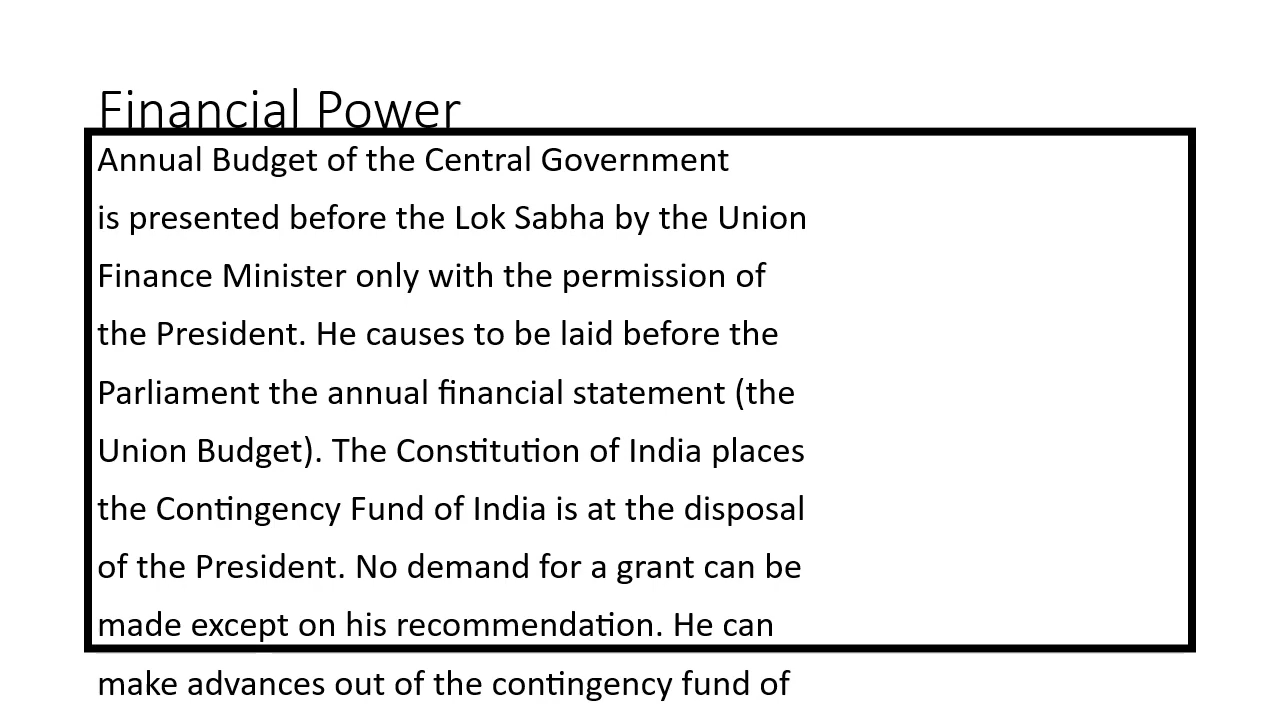 Financial Power
Annual Budget of the Central Government
is presented before the Lok Sabha by the Union
Finance Minister only with the permission of
the President. He causes to be laid before the
Parliament the annual financial statement (the
Union Budget). The Constitution of India places
the Contingency Fund of India is at the disposal
of the President. No demand for a grant can be
made except on his recommendation. He can
make advances out of the contingency fund of